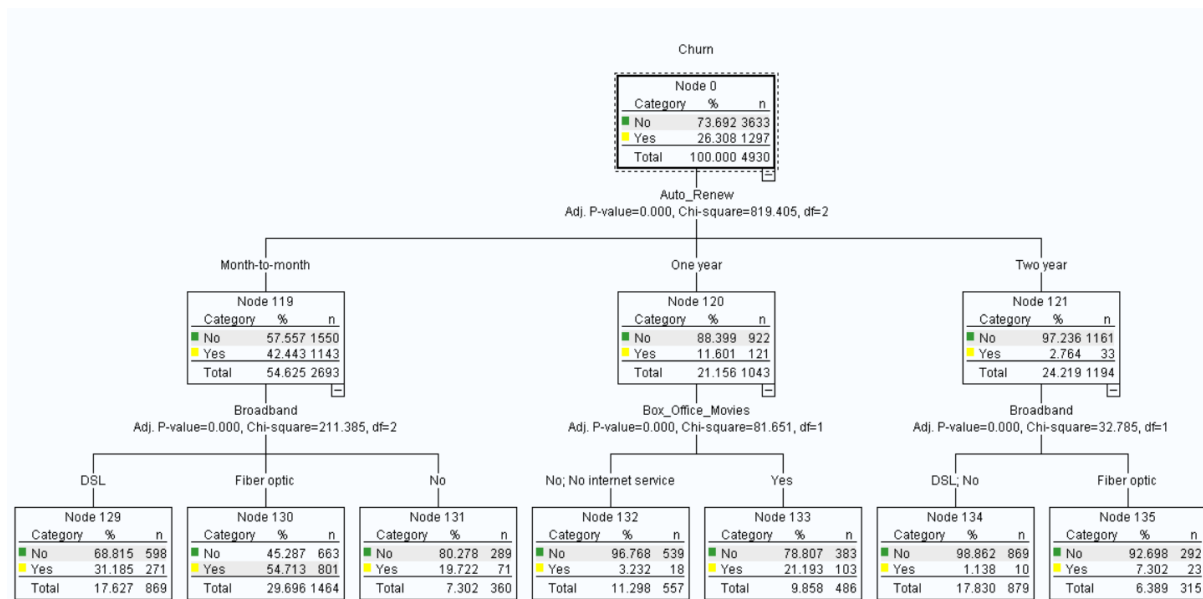 Churn
Node 0
Category % n
No 73.692 3633
Yes 26.308 1297
Total 100.000 4930
Auto_Renew
Adj. P-value=0.000, Chi-square=819.405, df=2
Month-to-month
One year
Two year
Node 119
Category % n
No 57.557 1550
Yes 42.443 1143
Total 54.625 2693
Node 120
Category % n
No 88.399 922
Yes 11.601 121
Total 21.156 1043
Node 121
Category % n
No 97.236 1161
Yes 2.764 33
Total 24.219 1194
Broadband
Adj. P-value=0.000, Chi-square=211.385, df=2
Box_Office_Movies
Adj. P-value=0.000, Chi-square=81.651, df=1
Broadband
Adj. P-value=0.000, Chi-square=32.785, df=1
DSL
Fiber optic
No
No; No internet service
Yes
DSL; No
Fiber optic
Node 129
Category % n
No 68.815 598
Yes 31.185 271
Total 17.627 869
Node 130
Category % n
No 45.287 663
Yes 54.713 801
Total 29.696 1464
Node 131
Category % n
No 80.278 289
Yes 19.722 71
Total 7.302 360
Node 132
Category % n
No 96.768 539
Yes 3.232 18
Total 11.298 557
Node 133
Category % n
No 78.807 383
Yes 21.193 103
Total 9.858 486
Node 134
Category % n
No 98.862 869
Yes 1.138 10
Total 17.830 879
Node 135
Category % n
No 92.698 292
Yes 7.302 23
Total 6.389 315